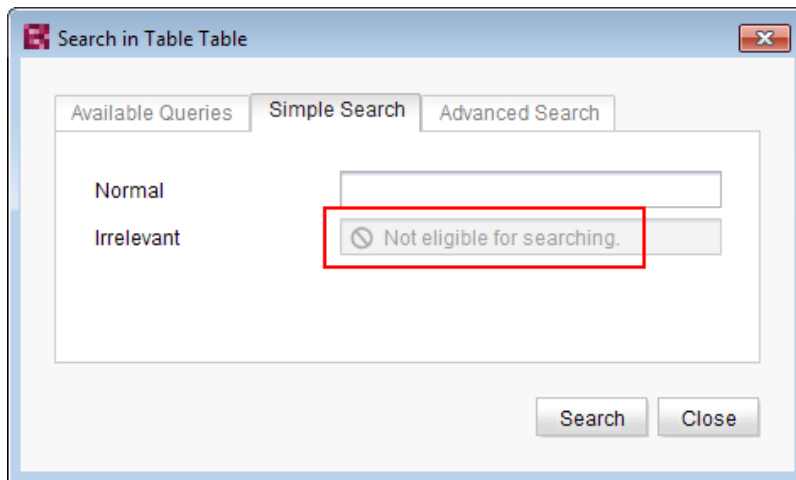 Search in Table Table
Available Queries Simple Search Advanced Search
Normal
Irrelevant Not eligible for searching.
Search Close